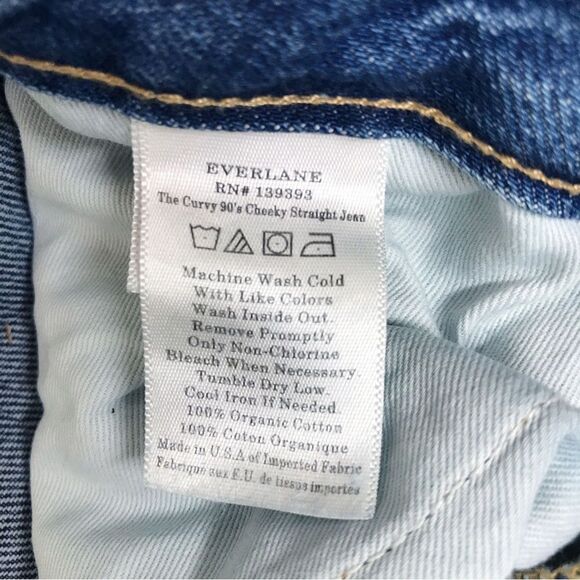 EVERLANE
RN# 139393
The Curvy 90's Cheeky Straight Jean
Machine Wash Cold
With Like Colors
Wash Inside Out.
Remove Promptly
Only Non-Chlorine
Bleach When Necessary.
Tumble Dry Low.
Cool Iron If Needed.
100% Organic Cotton
100% Coton Organique
Made in U.S.A of Imported Fabric
Fabrique aux E.U. de tissus importés